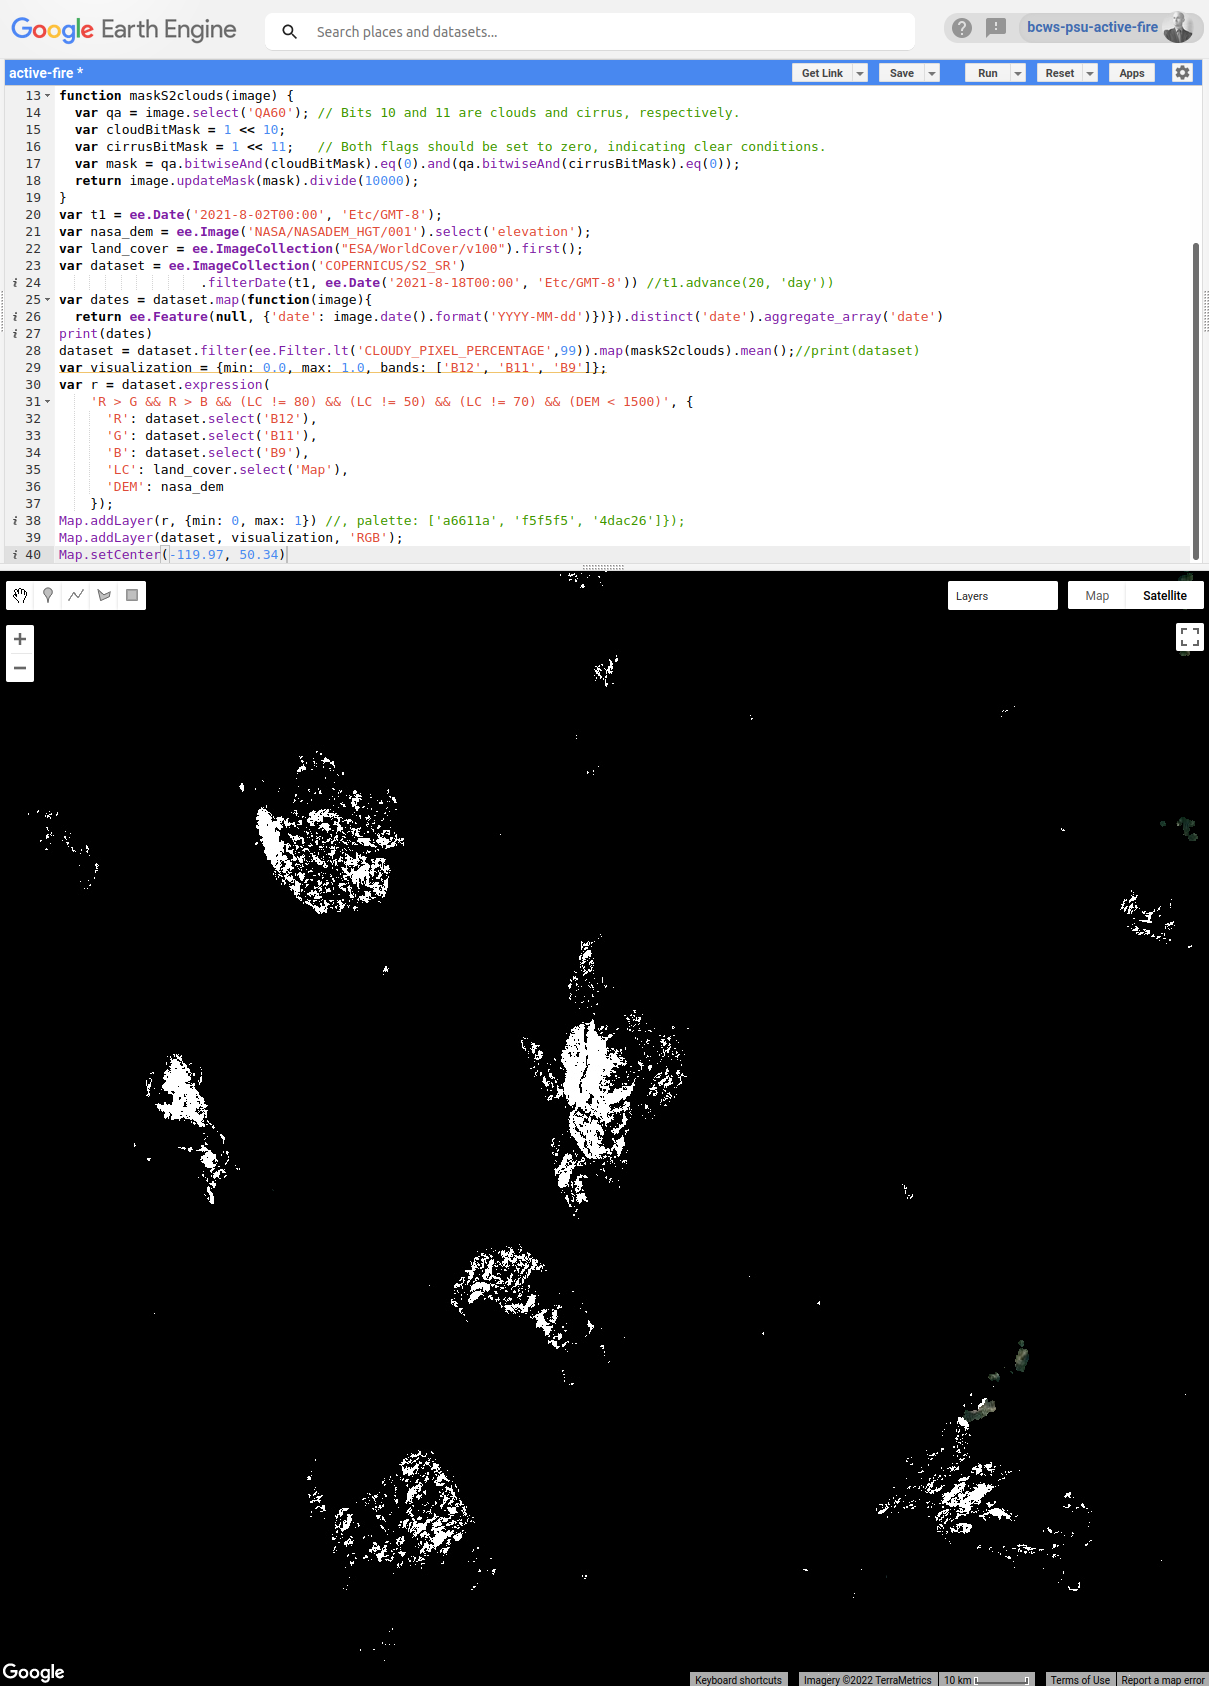 Google Earth Engine
Search places and datasets...
bcws-psu-active-fire
active-fire *
Get Link
Save
Run
Reset
Apps
13 function maskS2clouds(image) {
14   var qa = image.select('QA60'); // Bits 10 and 11 are clouds and cirrus, respectively.
15   var cloudBitMask = 1 << 10;
16   var cirrusBitMask = 1 << 11;   // Both flags should be set to zero, indicating clear conditions.
17   var mask = qa.bitwiseAnd(cloudBitMask).eq(0).and(qa.bitwiseAnd(cirrusBitMask).eq(0));
18   return image.updateMask(mask).divide(10000);
19 }
20 var t1 = ee.Date('2021-8-02T00:00', 'Etc/GMT-8');
21 var nasa_dem = ee.Image('NASA/NASADEM_HGT/001').select('elevation');
22 var land_cover = ee.ImageCollection("ESA/WorldCover/v100").first();
23 var dataset = ee.ImageCollection('COPERNICUS/S2_SR')
i 24                   .filterDate(t1, ee.Date('2021-8-18T00:00', 'Etc/GMT-8')) //t1.advance(20, 'day'))
25 var dates = dataset.map(function(image){
i 26   return ee.Feature(null, {'date': image.date().format('YYYY-MM-dd')})}).distinct('date').aggregate_array('date')
i 27 print(dates)
28 dataset = dataset.filter(ee.Filter.lt('CLOUDY_PIXEL_PERCENTAGE',99)).map(maskS2clouds).mean();//print(dataset)
29 var visualization = {min: 0.0, max: 1.0, bands: ['B12', 'B11', 'B9']};
30 var r = dataset.expression(
31     'R > G && R > B && (LC != 80) && (LC != 50) && (LC != 70) && (DEM < 1500)', {
32       'R': dataset.select('B12'),
33       'G': dataset.select('B11'),
34       'B': dataset.select('B9'),
35       'LC': land_cover.select('Map'),
36       'DEM': nasa_dem
37     });
i 38 Map.addLayer(r, {min: 0, max: 1}) //, palette: ['a6611a', 'f5f5f5', '4dac26']});
39 Map.addLayer(dataset, visualization, 'RGB');
i 40 Map.setCenter(-119.97, 50.34)
Layers
Map
Satellite
+
−
Google
Keyboard shortcuts
Imagery ©2022 TerraMetrics
10 km
Terms of Use
Report a map error